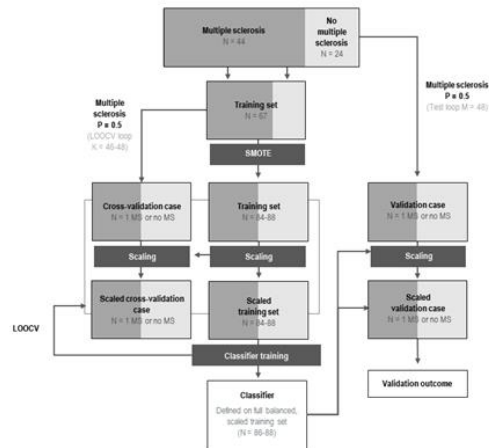 Multiple sclerosis
N = 44
No
multiple
sclerosis
N = 24
Training set
N = 67
SMOTE
Multiple
sclerosis
P = 0.5
(LOOCV loop
K = 46-48)
Multiple sclerosis
P = 0.5
(Test loop M = 48)
Cross-validation case
N = 1 MS or no MS
Training set
N = 84-88
Validation case
N = 1 MS or no MS
Scaling
Scaling
Scaling
Scaled cross-validation
case
N = 1 MS or no MS
Scaled
training set
N = 84-88
Scaled
validation case
N = 1 MS or no MS
LOOCV
Classifier training
Classifier
Defined on full balanced,
scaled training set
(N = 86-88)
Validation outcome